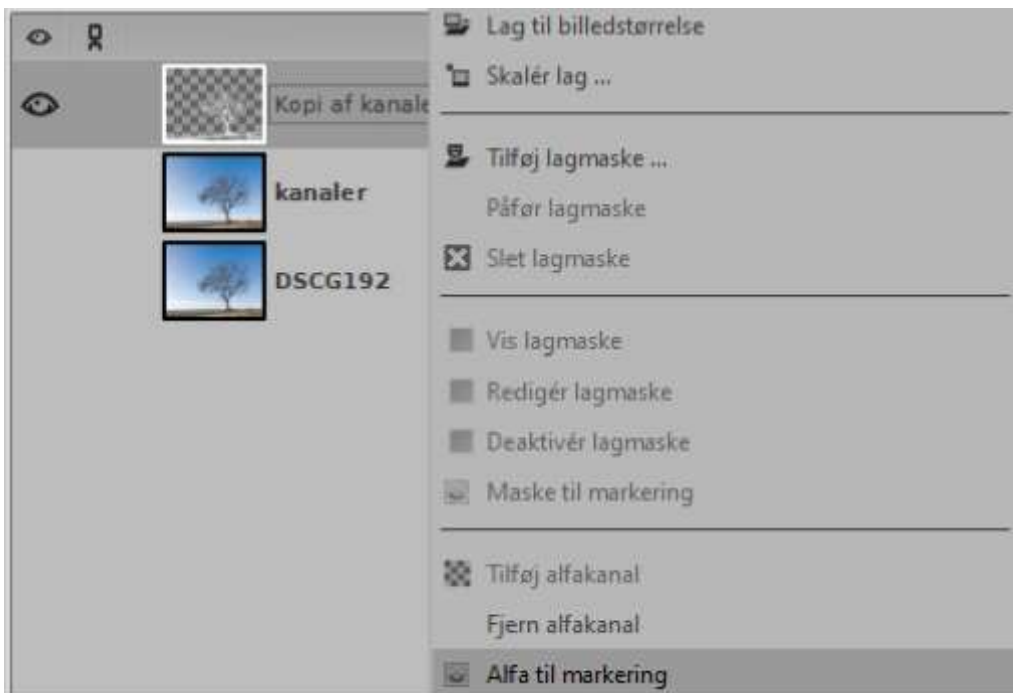 Kopi af kanale
kanaler
DSCG192
Lag til billedstørrelse
Skalér lag ...
Tilføj lagmaske ...
Påfør lagmaske
Slet lagmaske
Vis lagmaske
Redigér lagmaske
Deaktivér lagmaske
Maske til markering
Tilføj alfakanal
Fjern alfakanal
Alfa til markering